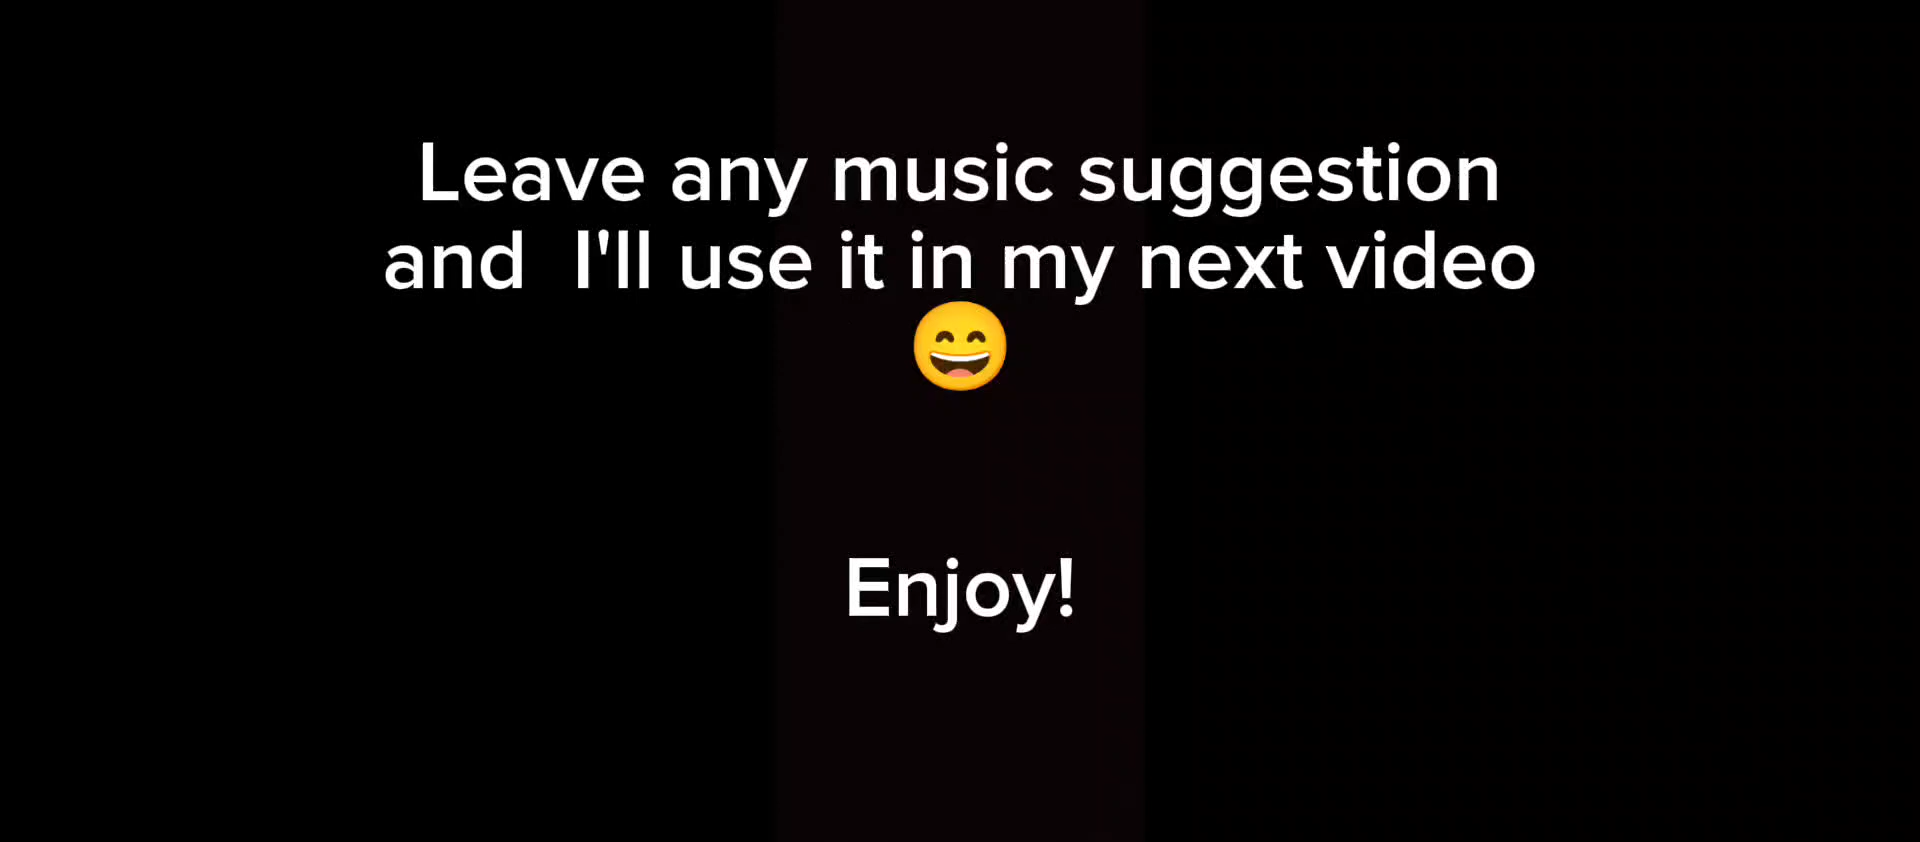 Leave any music suggestion
and  I'll use it in my next video
😄
Enjoy!